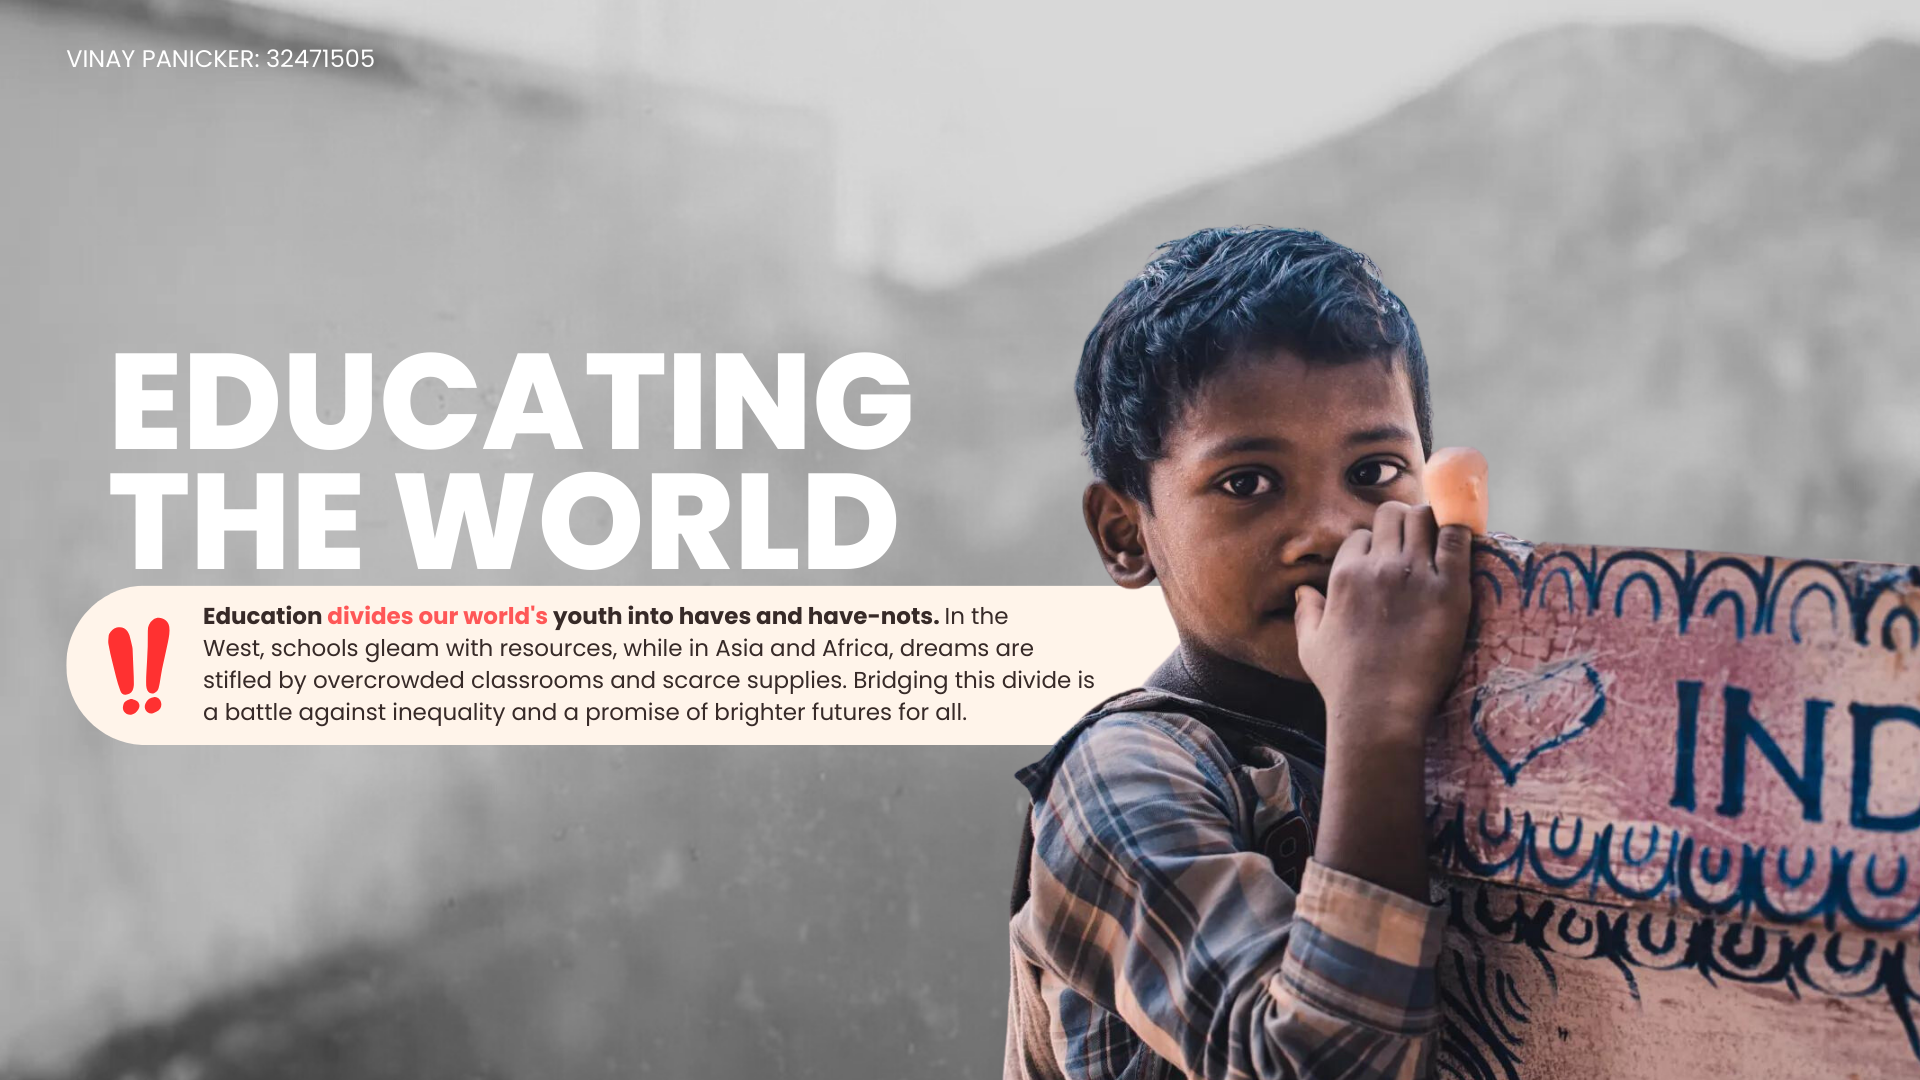 VINAY PANICKER: 32471505
EDUCATING
THE WORLD
Education divides our world's youth into haves and have-nots. In the
West, schools gleam with resources, while in Asia and Africa, dreams are
stifled by overcrowded classrooms and scarce supplies. Bridging this divide is
a battle against inequality and a promise of brighter futures for all.
IND